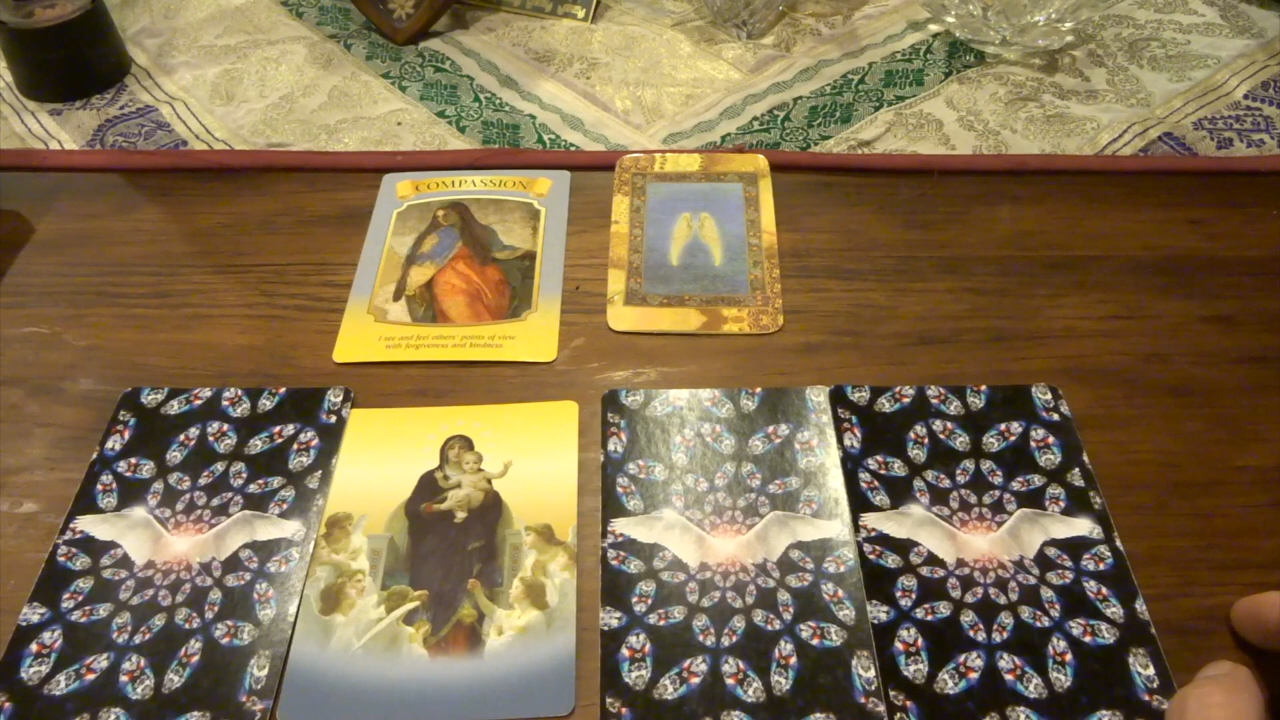 COMPASSION
I see and feel others' points of view
with forgiveness and kindness.